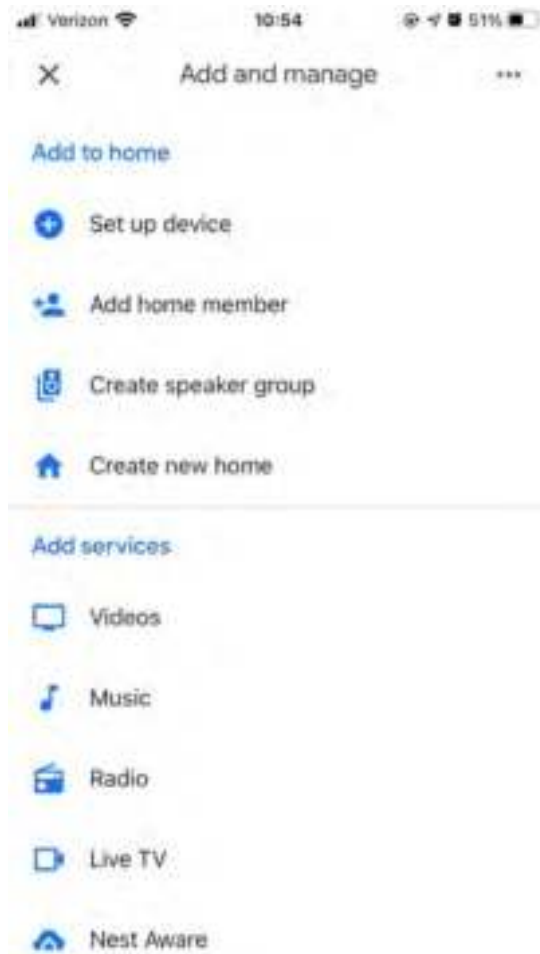 Verizon 10:54 51%
Add and manage
Add to home
Set up device
Add home member
Create speaker group
Create new home
Add services
Videos
Music
Radio
Live TV
Nest Aware